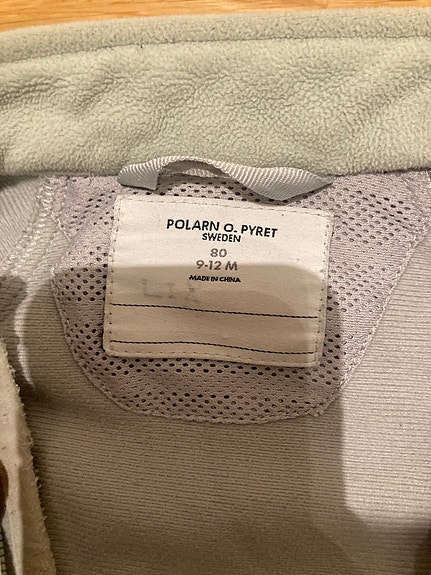 POLARN O. PYRET
SWEDEN
80
9-12 M
MADE IN CHINA